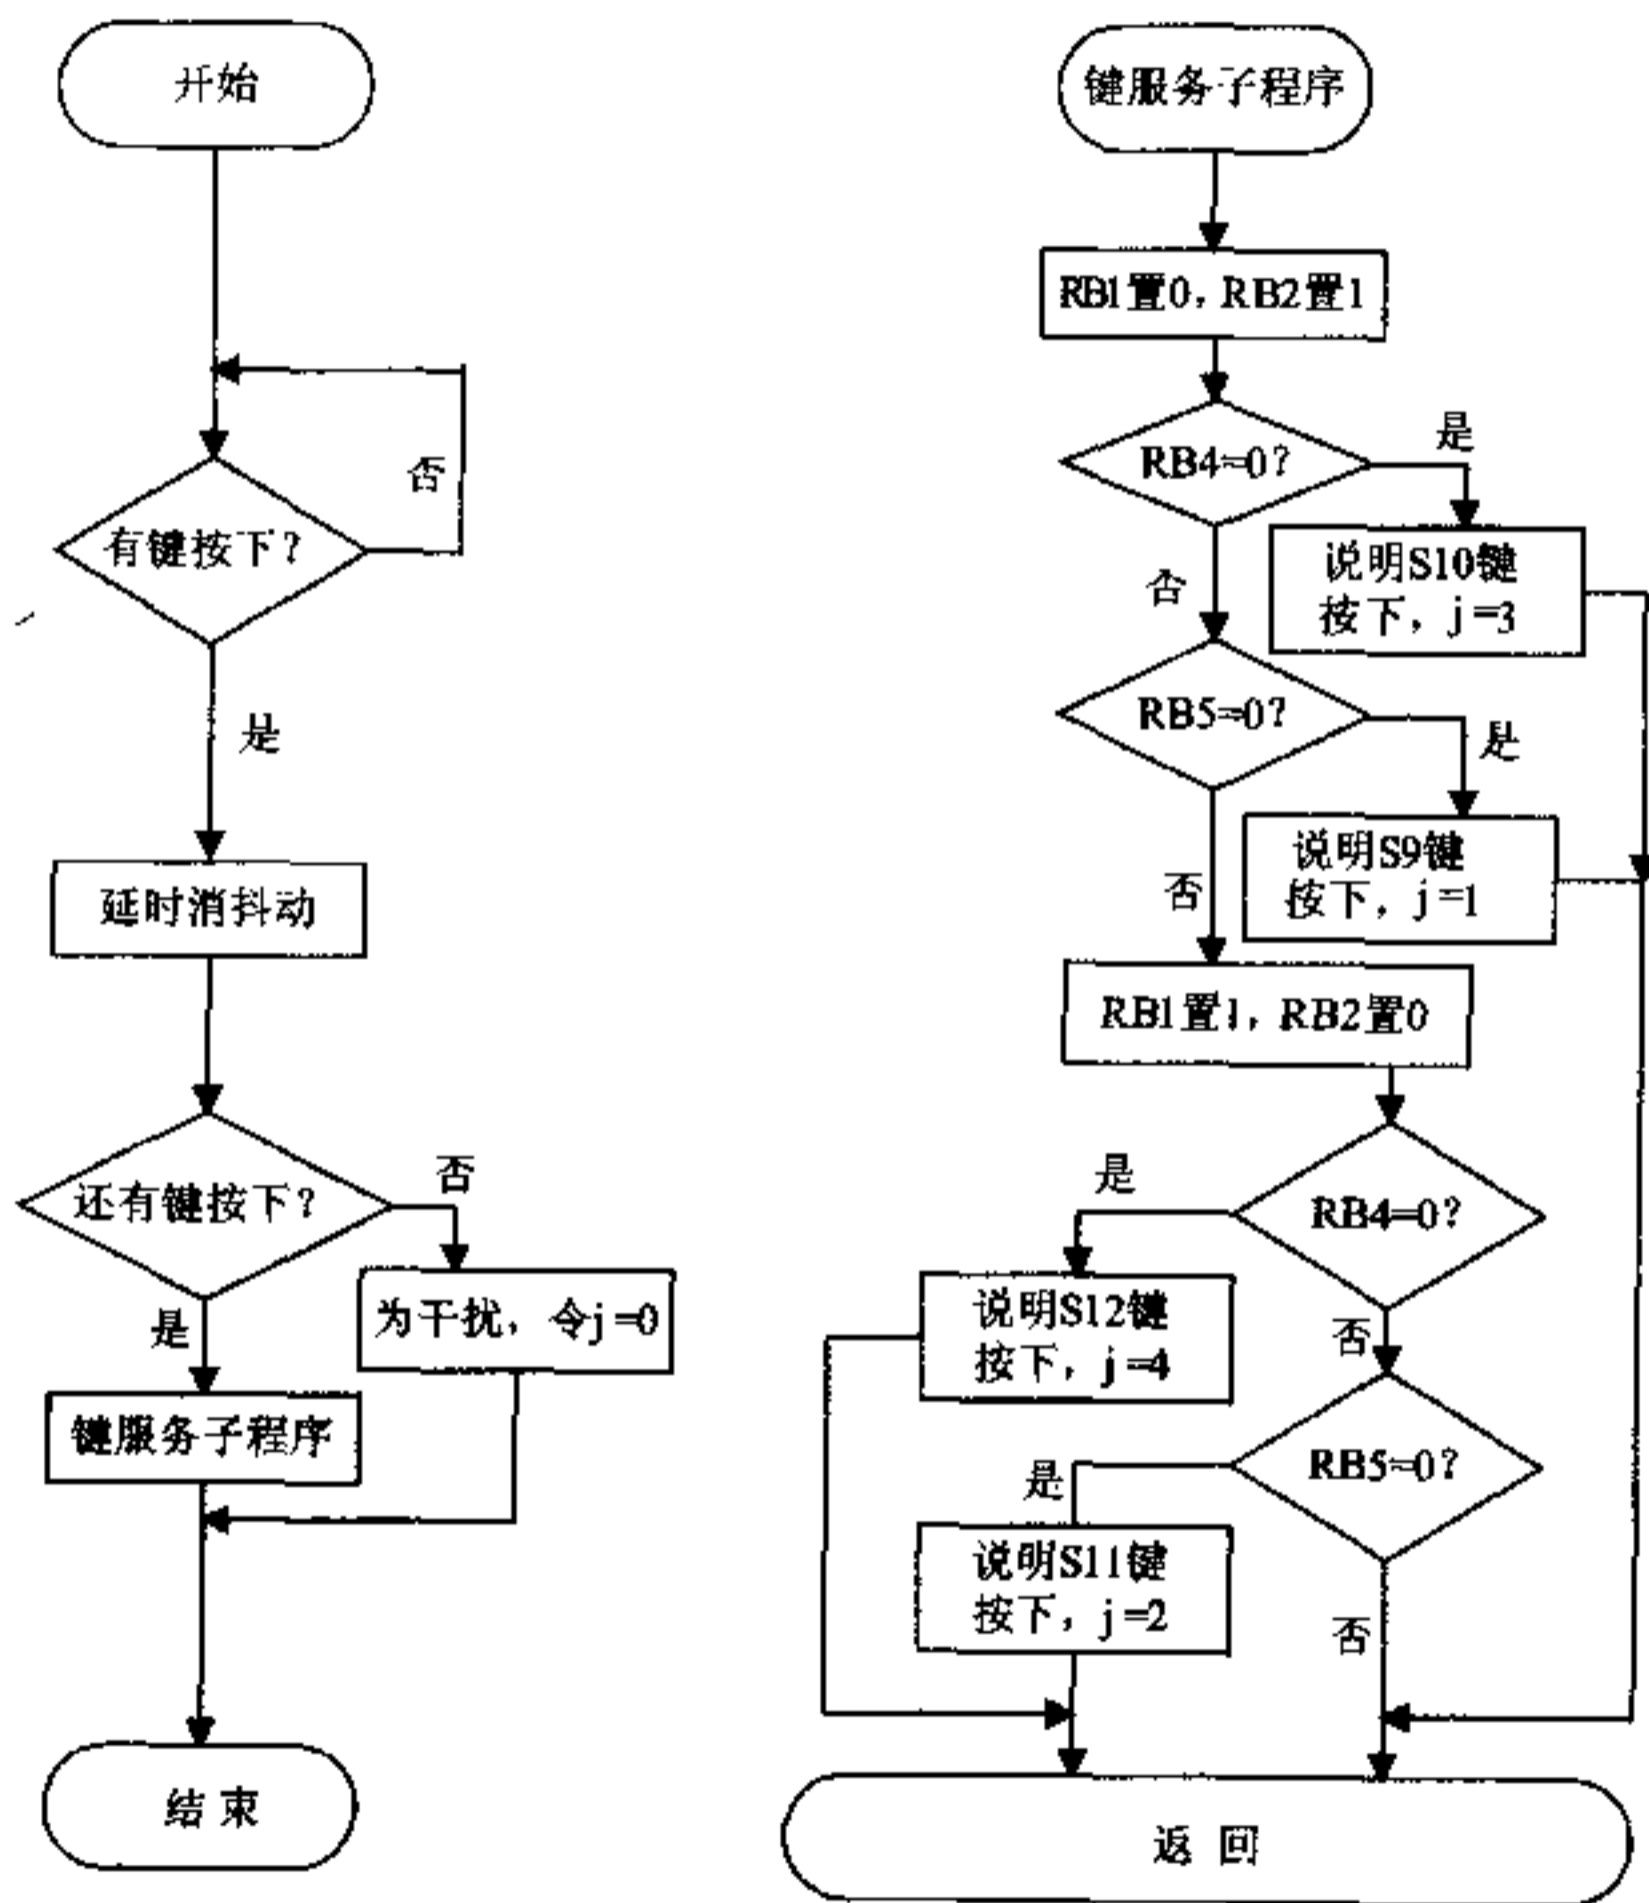 开始
否
有键按下?
是
延时消抖动
否
还有键按下?
是
为干扰，令j=0
键服务子程序
结 束
键服务子程序
RB1置0，RB2置1
是
RB4=0?
否
说明S10键
按下，j=3
RB5=0?
是
否
说明S9键
按下，j=1
RB1置1，RB2置0
是
RB4=0?
说明S12键
按下，j=4
否
RB5=0?
是
说明S11键
按下，j=2
否
返 回